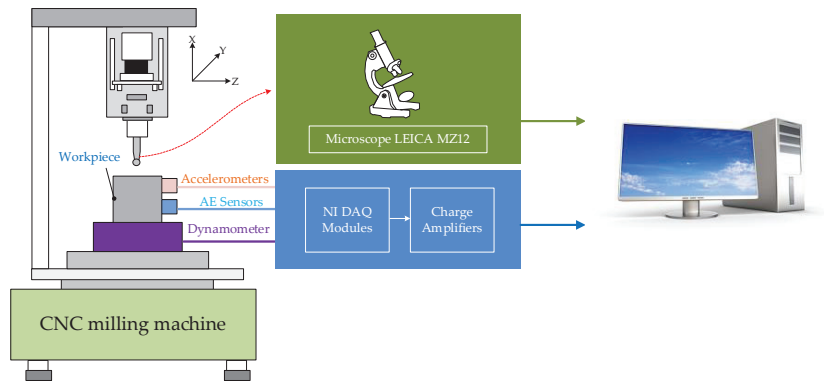 X
Y
Z
Microscope LEICA MZ12
Workpiece
Accelerometers
AE Sensors
Dynamometer
NI DAQ
Modules
Charge
Amplifiers
CNC milling machine